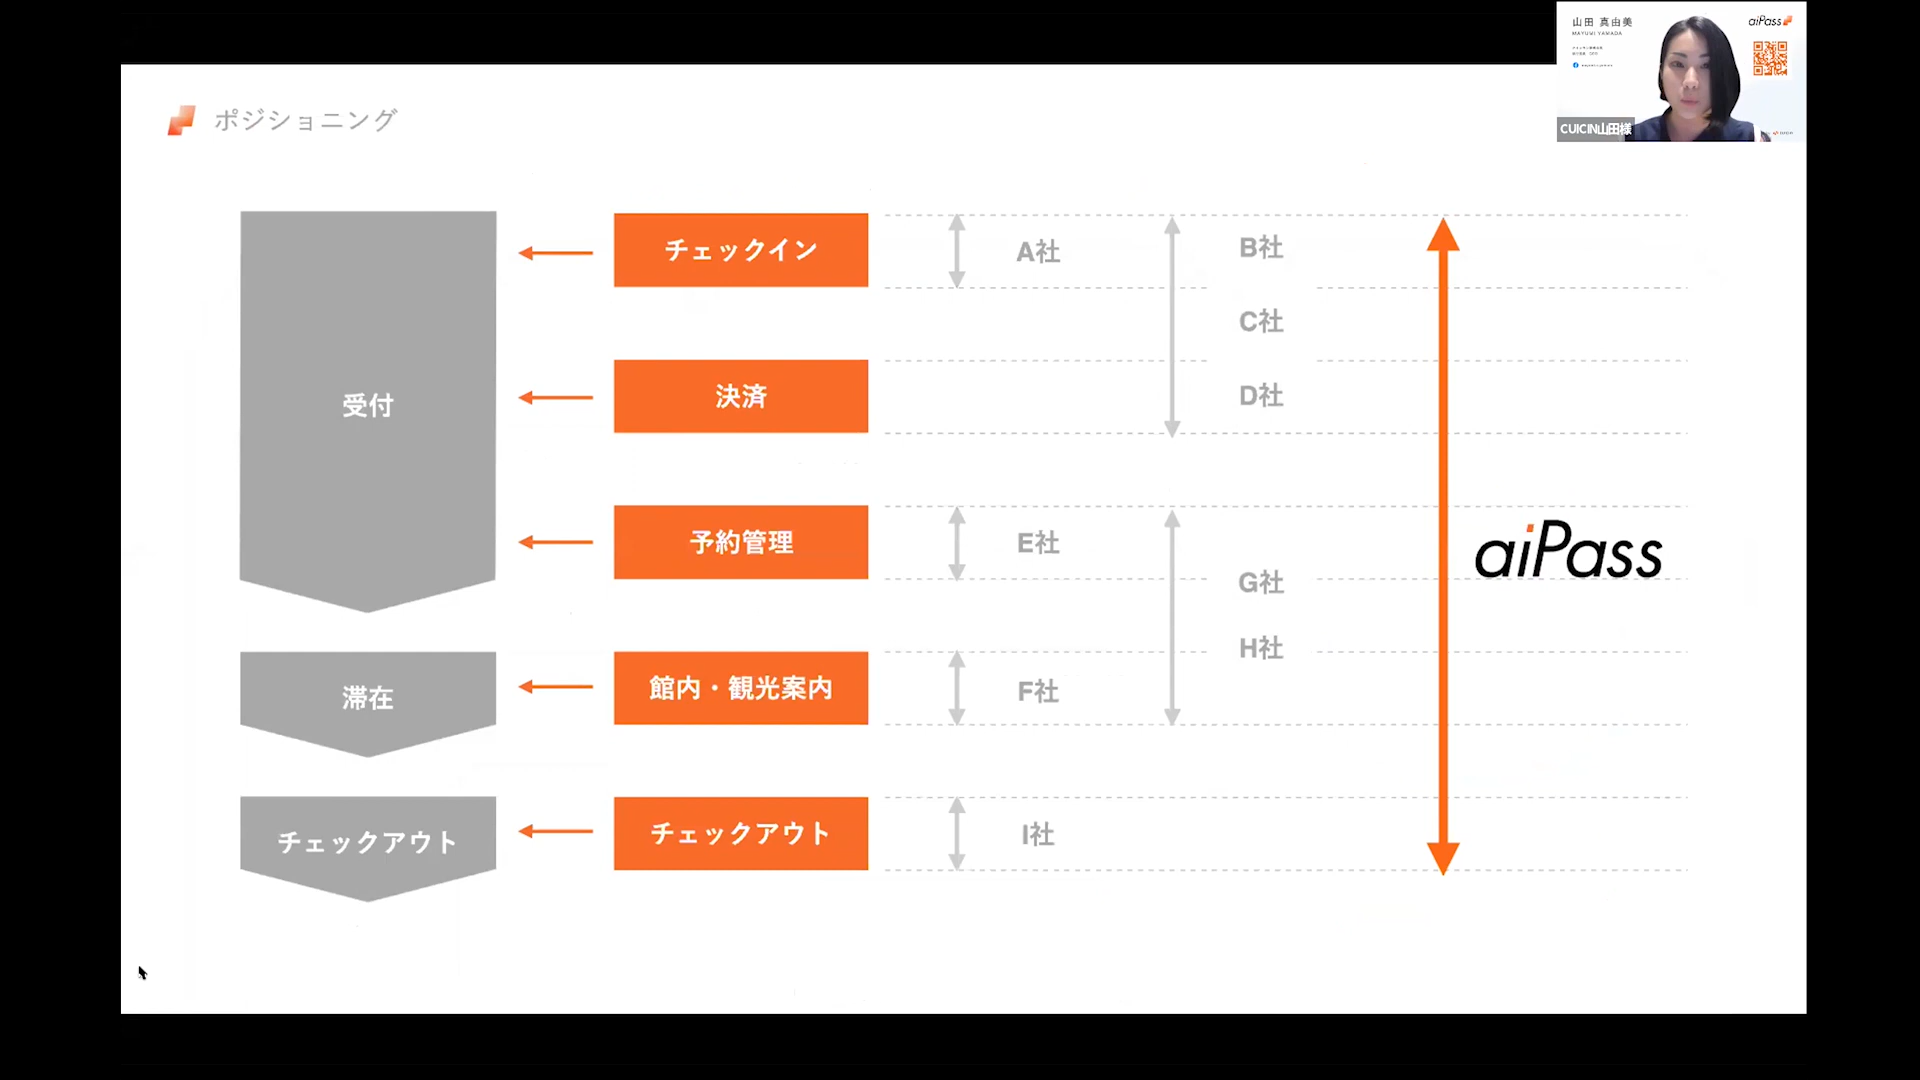 山田 真由美
MAYUMI YAMADA
aiPass
CUICIN山田様
ポジショニング
受付
滞在
チェックアウト
チェックイン
決済
予約管理
館内・観光案内
チェックアウト
A社
E社
F社
I社
B社
C社
D社
G社
H社
aiPass